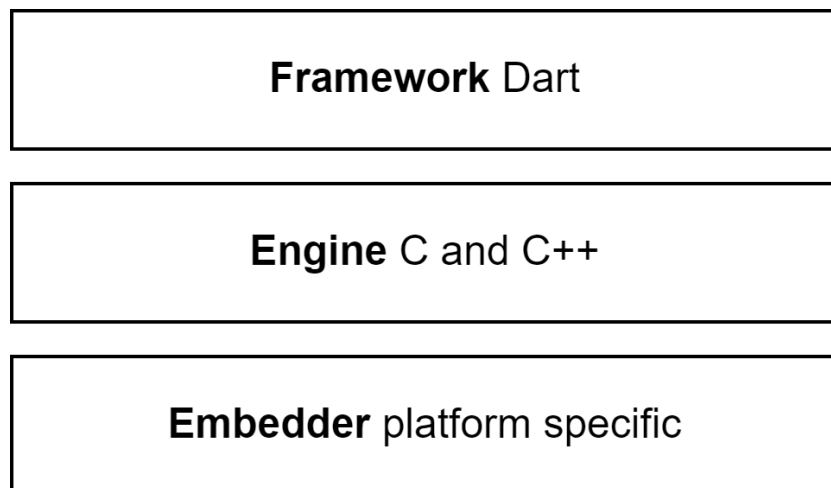 Framework Dart
Engine C and C++
Embedder platform specific